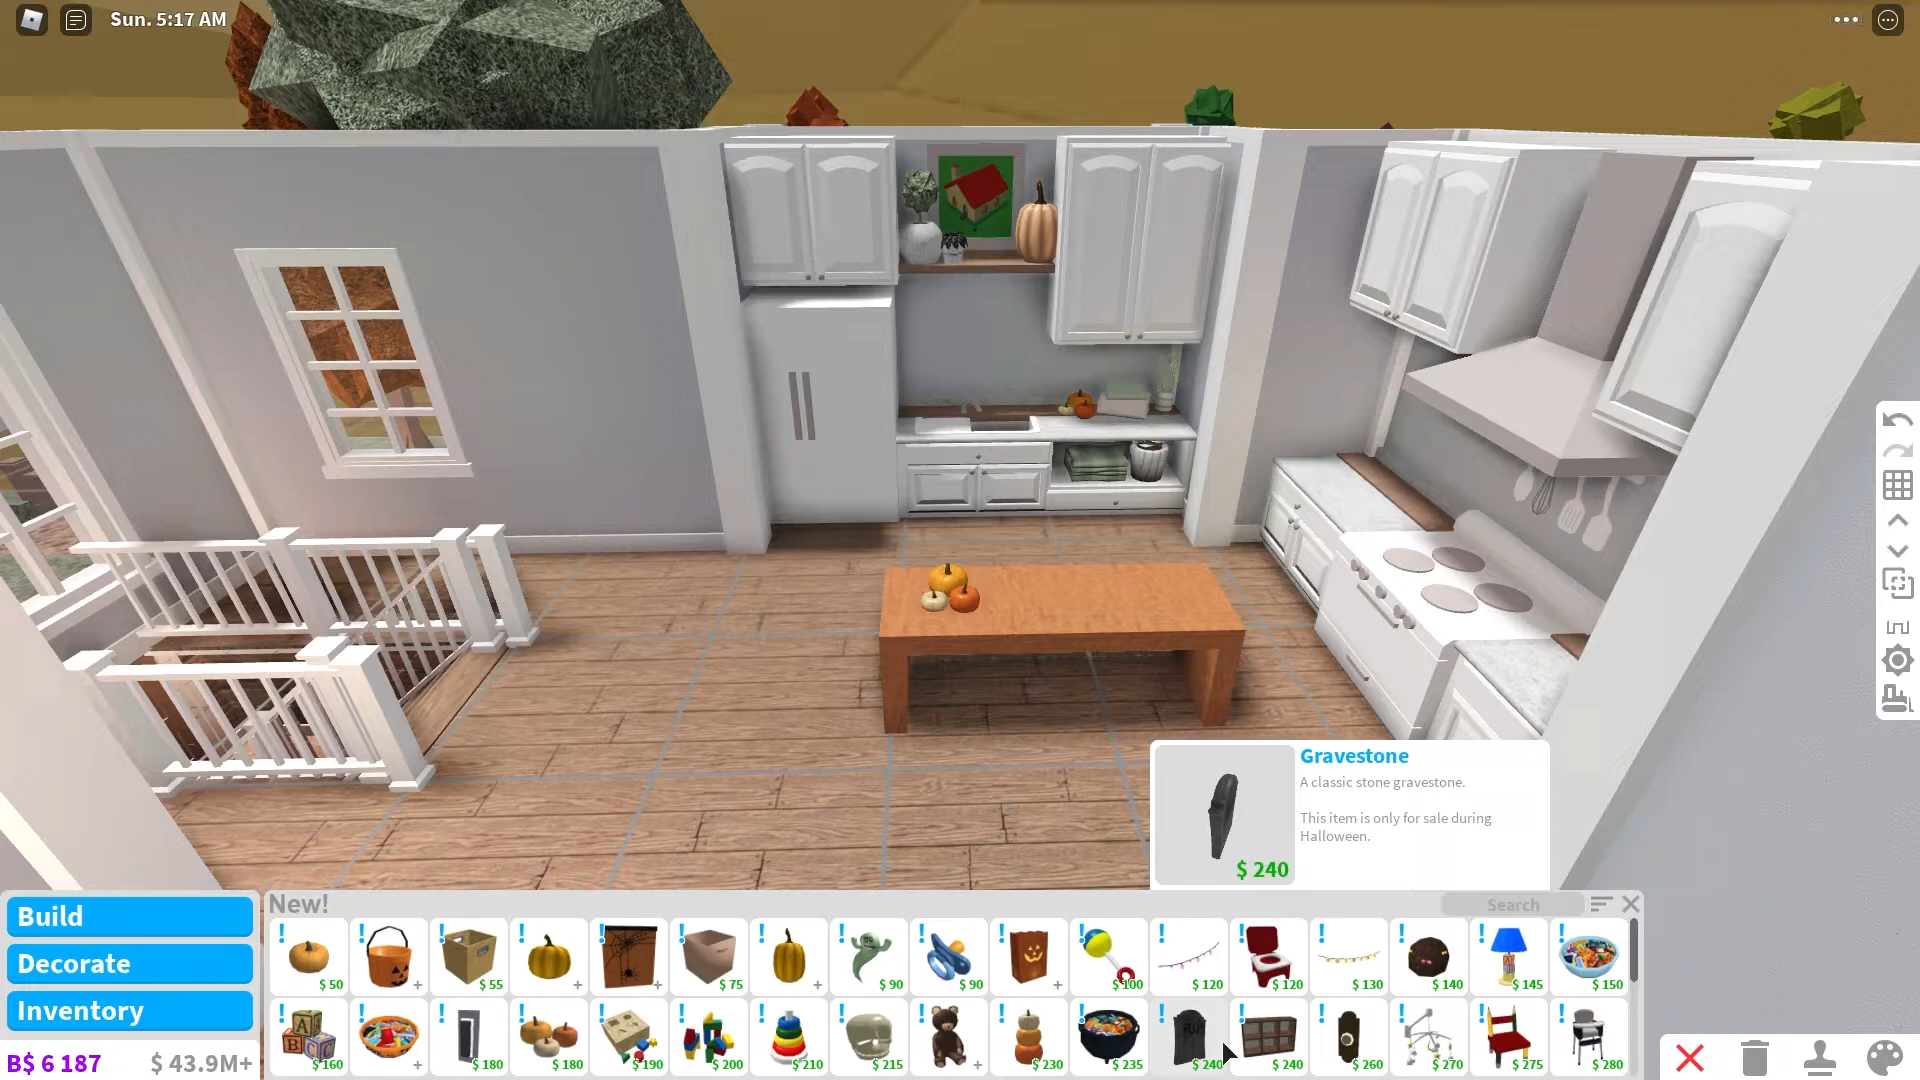 Sun. 5:17 AM
Gravestone
A classic stone gravestone.
This item is only for sale during
Halloween.
$ 240
Build
Decorate
Inventory
B$ 6 187
$ 43.9M+
New!
Search
$ 50
+
$ 55
+
+
$ 75
+
$ 90
$ 90
+
$ 100
$ 120
$ 120
$ 130
$ 140
$ 145
$ 150
$ 160
+
$ 180
$ 180
$ 190
$ 200
$ 210
$ 215
+
$ 230
$ 235
RIP
$ 240
$ 240
$ 260
$ 270
$ 275
$ 280